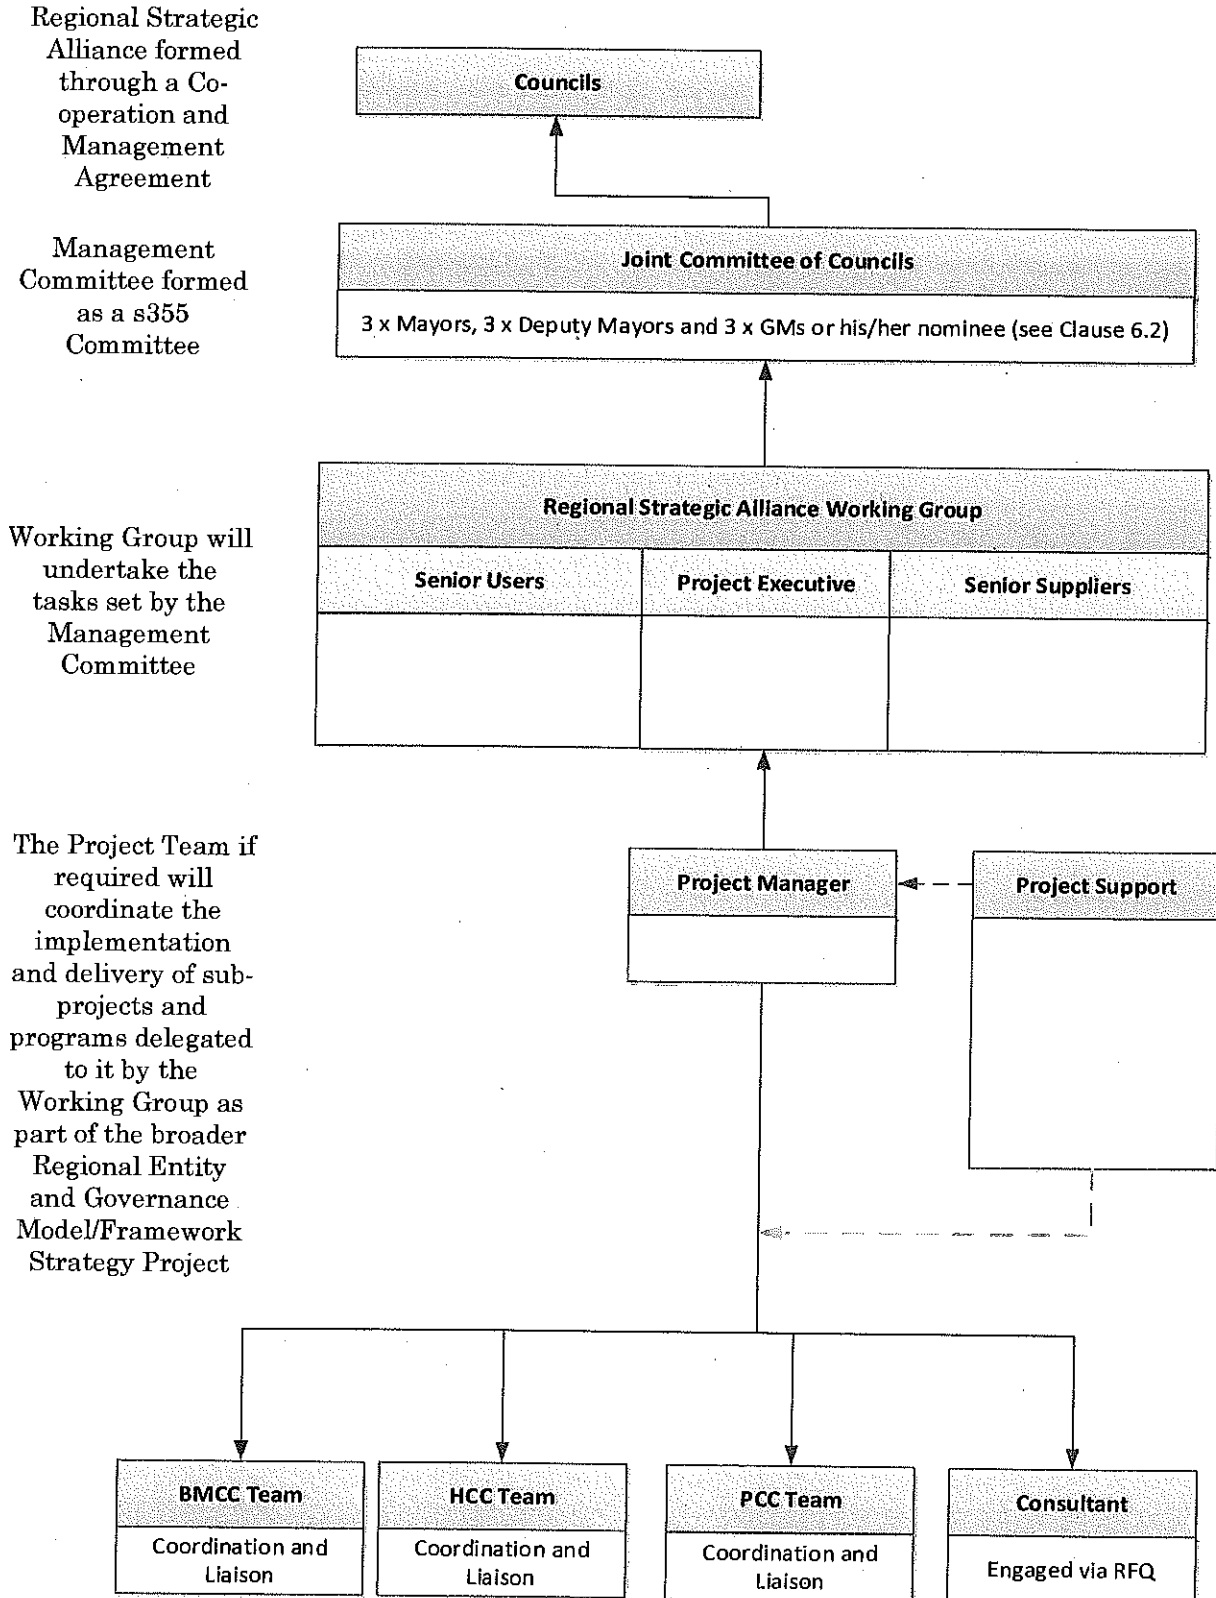 Regional Strategic
Alliance formed
through a Co-
operation and
Management
Agreement
Councils
Management
Committee formed
as a s355
Committee
Joint Committee of Councils
3 x Mayors, 3 x Deputy Mayors and 3 x GMs or his/her nominee (see Clause 6.2)
Working Group will
undertake the
tasks set by the
Management
Committee
Regional Strategic Alliance Working Group
Senior Users
Project Executive
Senior Suppliers
The Project Team if
required will
coordinate the
implementation
and delivery of sub-
projects and
programs delegated
to it by the
Working Group as
part of the broader
Regional Entity
and Governance
Model/Framework
Strategy Project
Project Manager
Project Support
BMCC Team
Coordination and
Liaison
HCC Team
Coordination and
Liaison
PCC Team
Coordination and
Liaison
Consultant
Engaged via RFQ